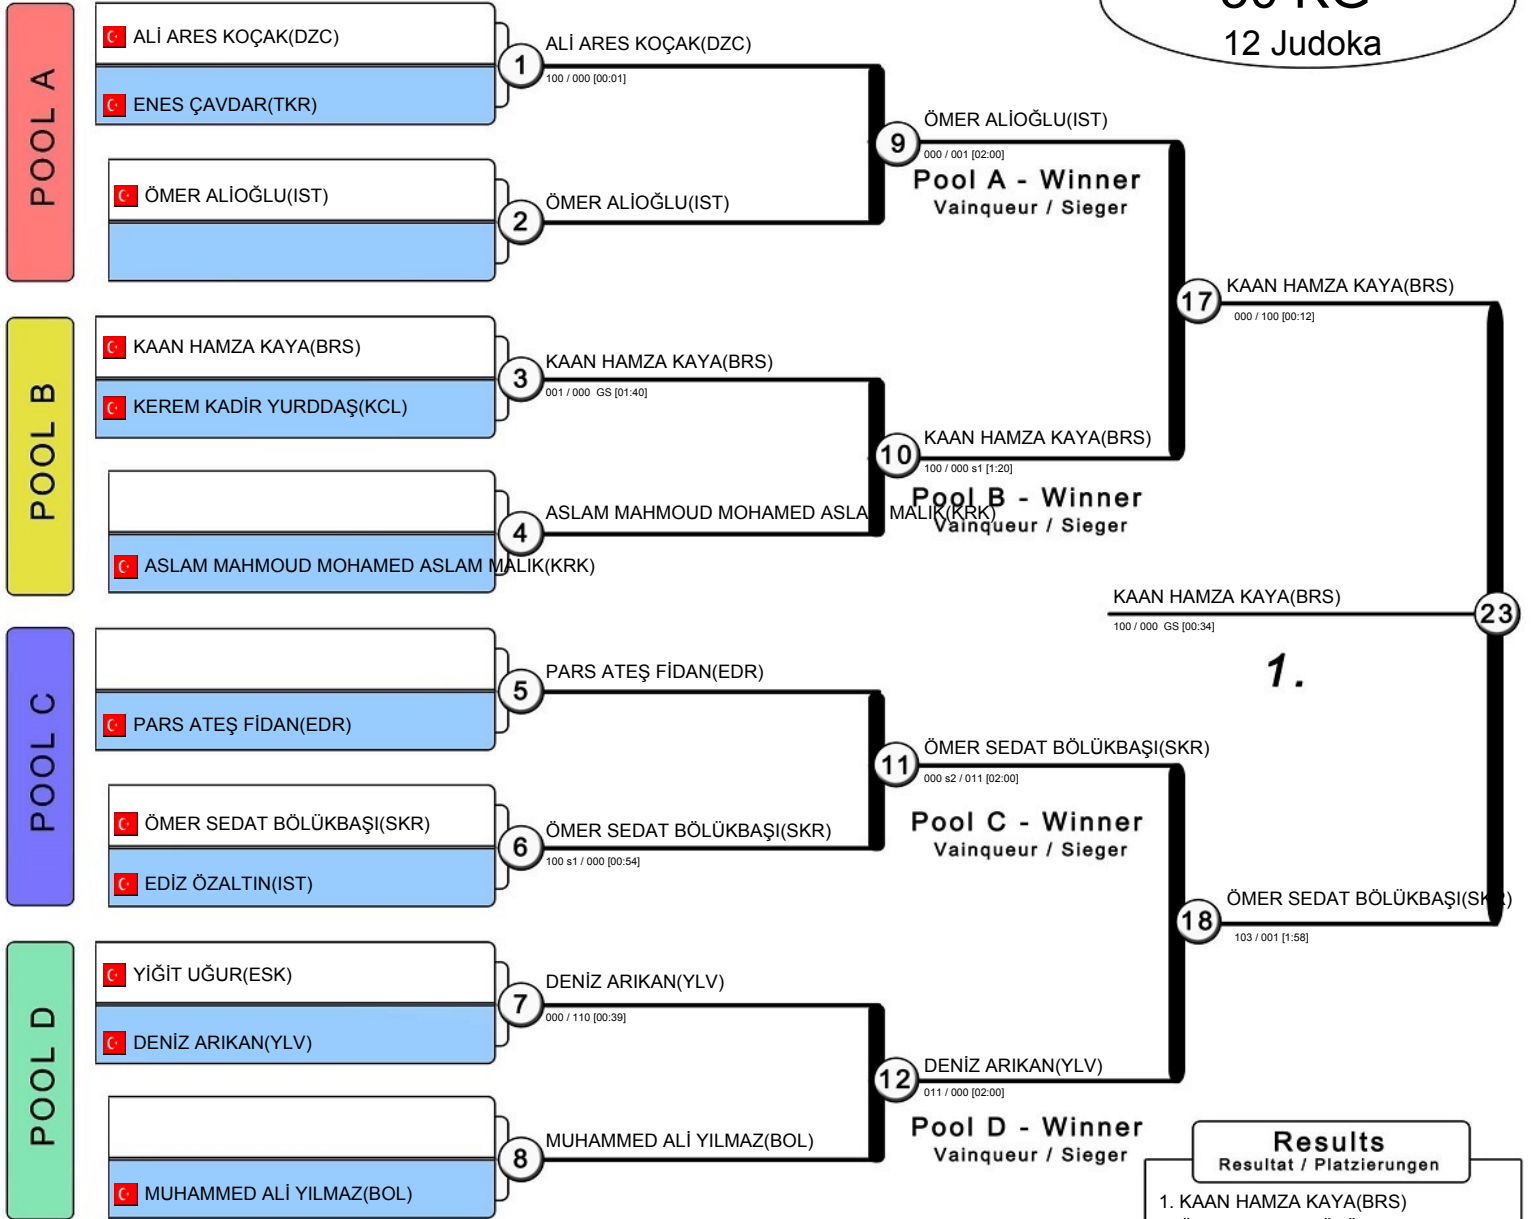 12 Judoka
POOL A
ALİ ARES KOÇAK(DZC)
ENES ÇAVDAR(TKR)
1
ALİ ARES KOÇAK(DZC)
100 / 000 [00:01]
ÖMER ALİOĞLU(IST)
2
ÖMER ALİOĞLU(IST)
9
ÖMER ALİOĞLU(IST)
000 / 001 [02:00]
Pool A - Winner
Vainqueur / Sieger
POOL B
KAAN HAMZA KAYA(BRS)
KEREM KADİR YURDDAŞ(KCL)
3
KAAN HAMZA KAYA(BRS)
001 / 000 GS [01:40]
ASLAM MAHMOUD MOHAMED ASLAM MALIK(KRK)
4
ASLAM MAHMOUD MOHAMED ASLA MALIK(KRK)
10
KAAN HAMZA KAYA(BRS)
100 / 000 s1 [1:20]
Pool B - Winner
Vainqueur / Sieger
17
KAAN HAMZA KAYA(BRS)
000 / 100 [00:12]
POOL C
PARS ATEŞ FİDAN(EDR)
5
PARS ATEŞ FİDAN(EDR)
ÖMER SEDAT BÖLÜKBAŞI(SKR)
EDİZ ÖZALTIN(IST)
6
ÖMER SEDAT BÖLÜKBAŞI(SKR)
100 s1 / 000 [00:54]
11
ÖMER SEDAT BÖLÜKBAŞI(SKR)
000 s2 / 011 [02:00]
Pool C - Winner
Vainqueur / Sieger
POOL D
YİĞİT UĞUR(ESK)
DENİZ ARIKAN(YLV)
7
DENİZ ARIKAN(YLV)
000 / 110 [00:39]
MUHAMMED ALİ YILMAZ(BOL)
8
MUHAMMED ALİ YILMAZ(BOL)
12
DENİZ ARIKAN(YLV)
011 / 000 [02:00]
Pool D - Winner
Vainqueur / Sieger
18
ÖMER SEDAT BÖLÜKBAŞI(SKR)
103 / 001 [1:58]
KAAN HAMZA KAYA(BRS)
100 / 000 GS [00:34]
23
1.
Results
Resultat / Platzierungen
1. KAAN HAMZA KAYA(BRS)